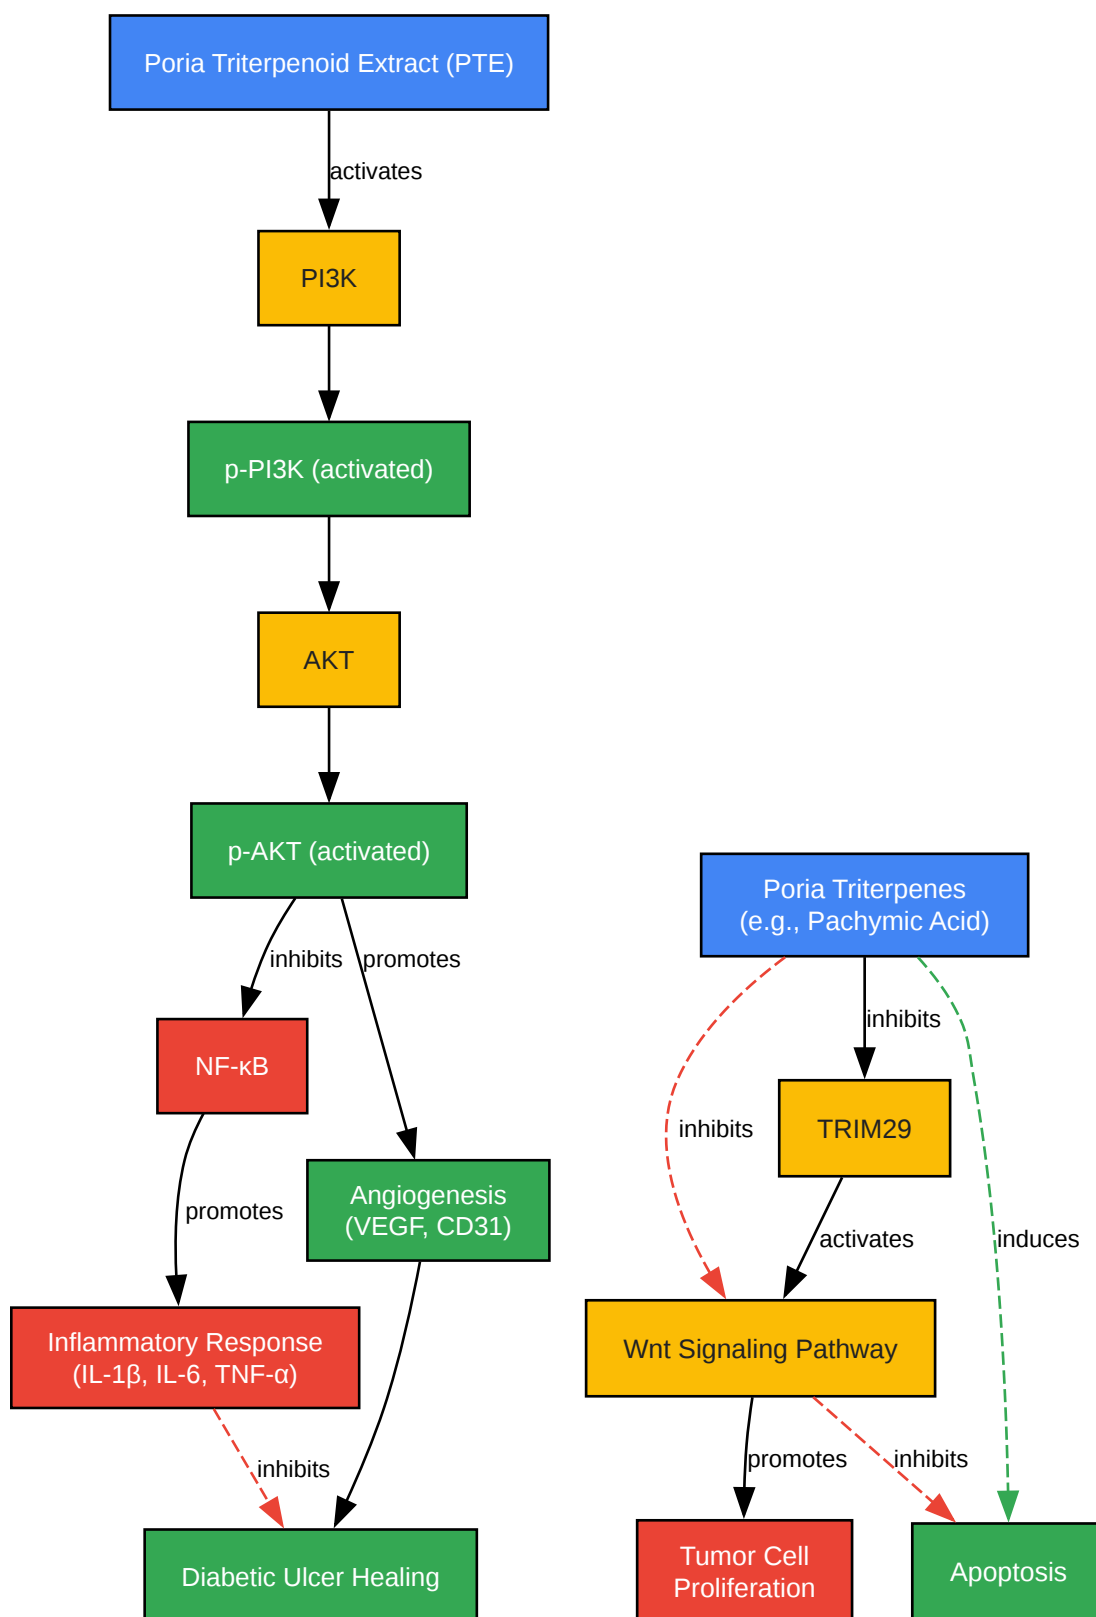 Poria Triterpenoid Extract (PTE)
activates
PI3K
p-PI3K (activated)
AKT
p-AKT (activated)
inhibits
promotes
NF-κB
promotes
Angiogenesis
(VEGF, CD31)
Inflammatory Response
(IL-1β, IL-6, TNF-α)
inhibits
Diabetic Ulcer Healing
Poria Triterpenes
(e.g., Pachymic Acid)
inhibits
TRIM29
inhibits
activates
induces
Wnt Signaling Pathway
promotes
inhibits
Tumor Cell
Proliferation
Apoptosis